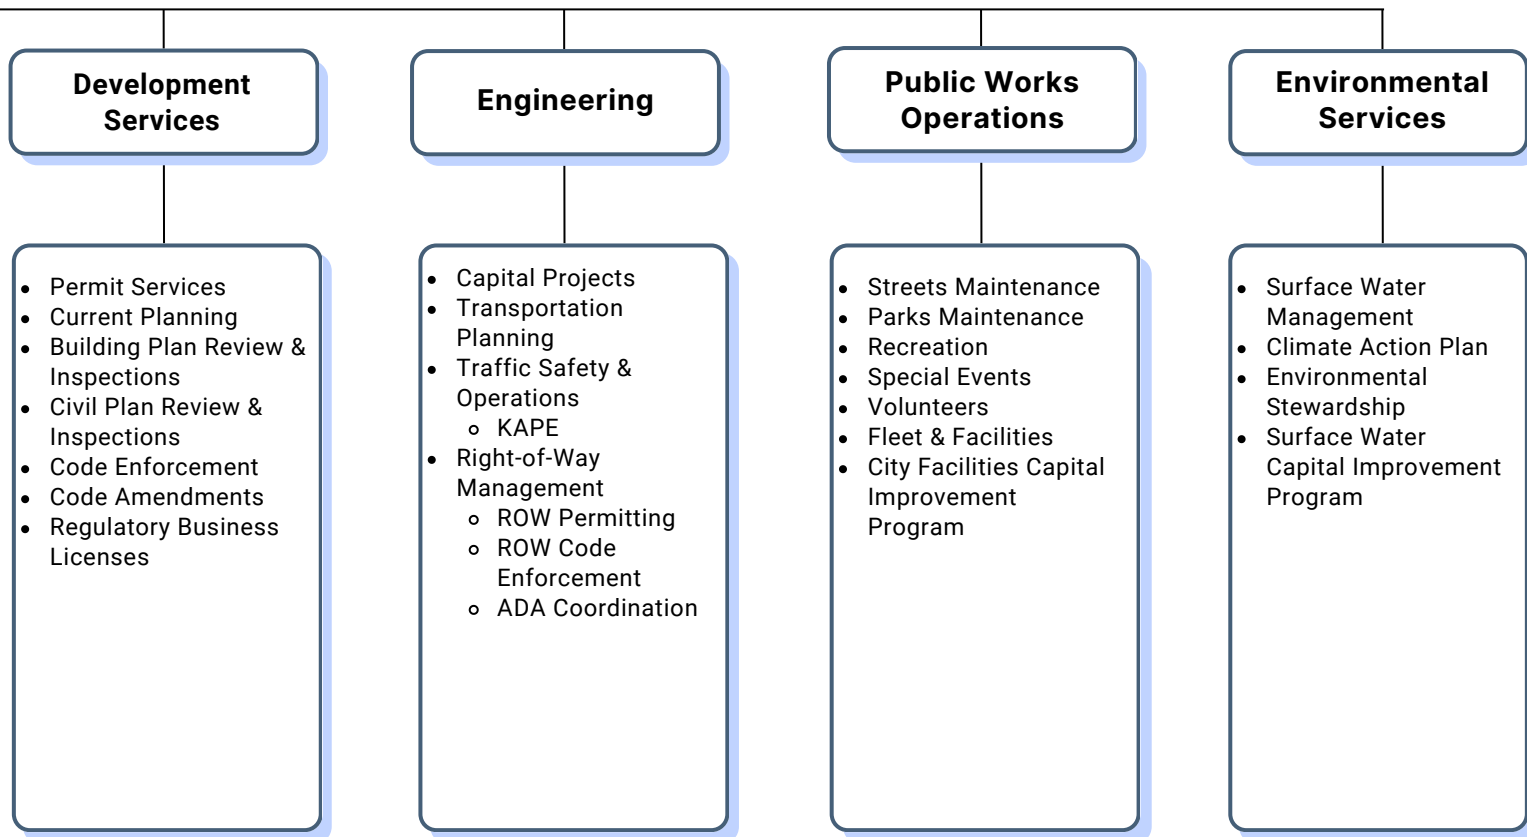 Development
Services
Permit Services
Current Planning
Building Plan Review &
Inspections
Civil Plan Review &
Inspections
Code Enforcement
Code Amendments
Regulatory Business
Licenses
Engineering
Capital Projects
Transportation
Planning
Traffic Safety &
Operations
KAPE
Right-of-Way
Management
ROW Permitting
ROW Code
Enforcement
ADA Coordination
Public Works
Operations
Streets Maintenance
Parks Maintenance
Recreation
Special Events
Volunteers
Fleet & Facilities
City Facilities Capital
Improvement
Program
Environmental
Services
Surface Water
Management
Climate Action Plan
Environmental
Stewardship
Surface Water
Capital Improvement
Program